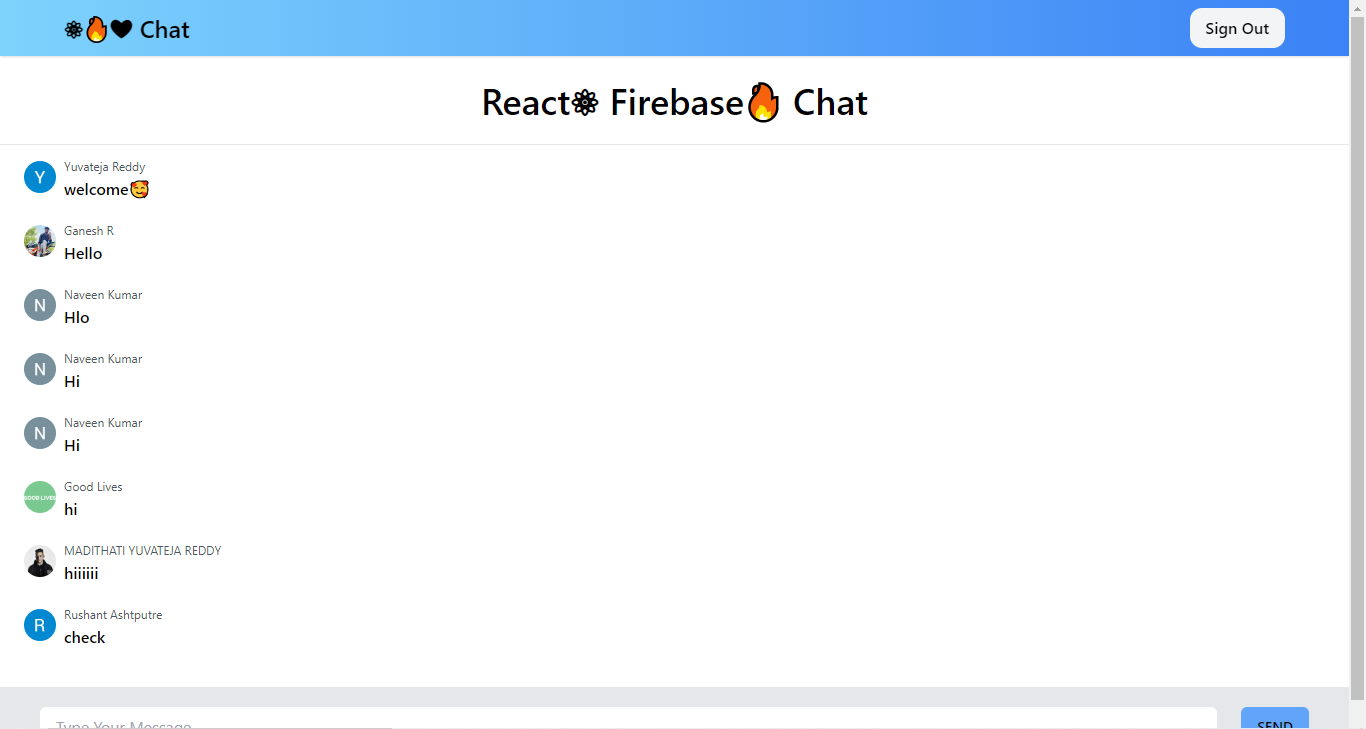 ⚛🔥🖤 Chat
Sign Out
React⚛ Firebase🔥 Chat
Y
Yuvateja Reddy
welcome🥰
Ganesh R
Hello
N
Naveen Kumar
Hlo
N
Naveen Kumar
Hi
N
Naveen Kumar
Hi
GOOD LIVES
Good Lives
hi
MADITHATI YUVATEJA REDDY
hiiiiii
R
Rushant Ashtputre
check
Type Your Message
SEND